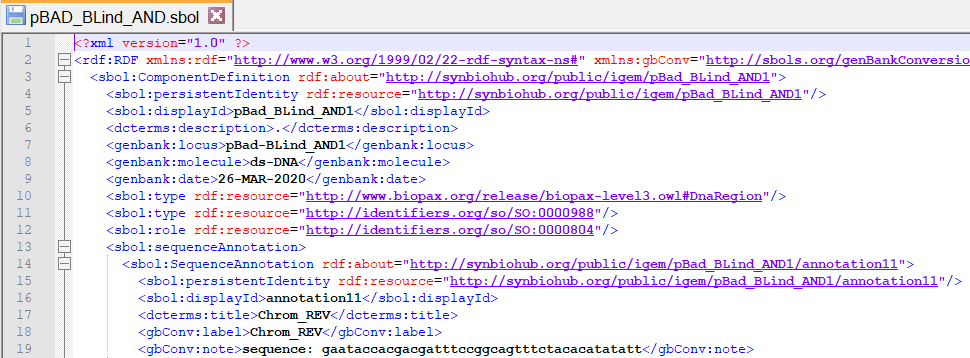 pBAD_BLind_AND.sbol
1 <?xml version="1.0" ?>
2 <rdf:RDF xmlns:rdf="http://www.w3.org/1999/02/22-rdf-syntax-ns#" xmlns:gbConv="http://sbols.org/genBankConversio
3 <sbol:ComponentDefinition rdf:about="http://synbiohub.org/public/igem/pBad_BLind_AND1">
4 <sbol:persistentIdentity rdf:resource="http://synbiohub.org/public/igem/pBad_BLind_AND1"/>
5 <sbol:displayId>pBad_BLind_AND1</sbol:displayId>
6 <dcterms:description>.</dcterms:description>
7 <genbank:locus>pBad-BLind_AND1</genbank:locus>
8 <genbank:molecule>ds-DNA</genbank:molecule>
9 <genbank:date>26-MAR-2020</genbank:date>
10 <sbol:type rdf:resource="http://www.biopax.org/release/biopax-level3.owl#DnaRegion"/>
11 <sbol:type rdf:resource="http://identifiers.org/so/SO:0000988"/>
12 <sbol:role rdf:resource="http://identifiers.org/so/SO:0000804"/>
13 <sbol:sequenceAnnotation>
14 <sbol:SequenceAnnotation rdf:about="http://synbiohub.org/public/igem/pBad_BLind_AND1/annotation11">
15 <sbol:persistentIdentity rdf:resource="http://synbiohub.org/public/igem/pBad_BLind_AND1/annotation11"/>
16 <sbol:displayId>annotation11</sbol:displayId>
17 <dcterms:title>Chrom_REV</dcterms:title>
18 <gbConv:label>Chrom_REV</gbConv:label>
19 <gbConv:note>sequence: gaataccacgacgatttccggcagtttctacacatatatt</gbConv:note>